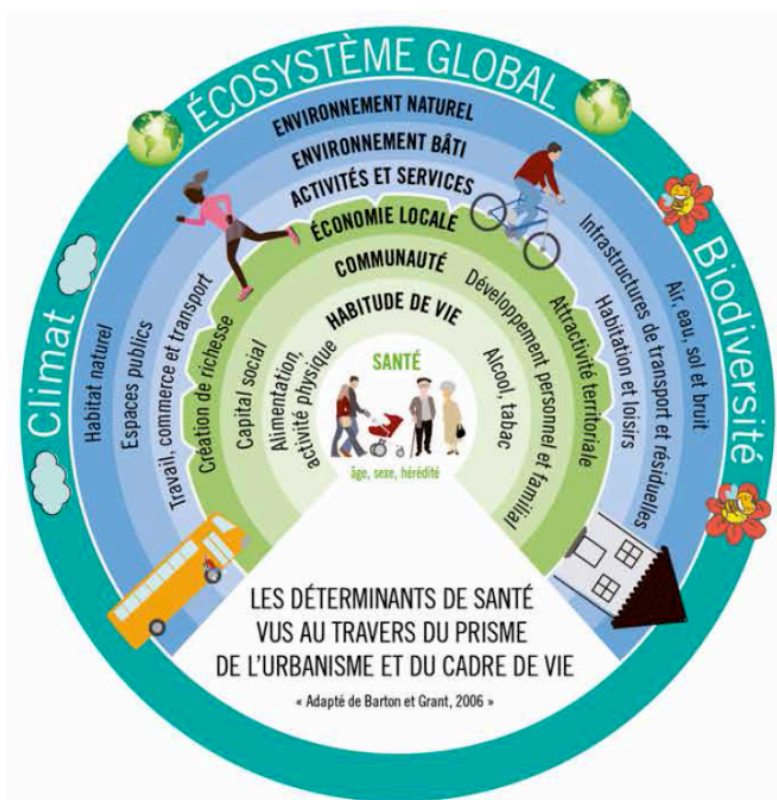 ÉCOSYSTÈME GLOBAL
Climat
Biodiversité
ENVIRONNEMENT NATUREL
Habitat naturel
Air, eau, sol et bruit
ENVIRONNEMENT BÂTI
Espaces publics
Habitation et loisirs
ACTIVITÉS ET SERVICES
Travail, commerce et transport
Infrastructures de transport et résiduelles
ÉCONOMIE LOCALE
Création de richesse
Attractivité territoriale
COMMUNAUTÉ
Capital social
Développement personnel et familial
HABITUDE DE VIE
Alimentation,
activité physique
Alcool, tabac
SANTÉ
âge, sexe, hérédité
LES DÉTERMINANTS DE SANTÉ
VUS AU TRAVERS DU PRISME
DE L'URBANISME ET DU CADRE DE VIE
« Adapté de Barton et Grant, 2006 »